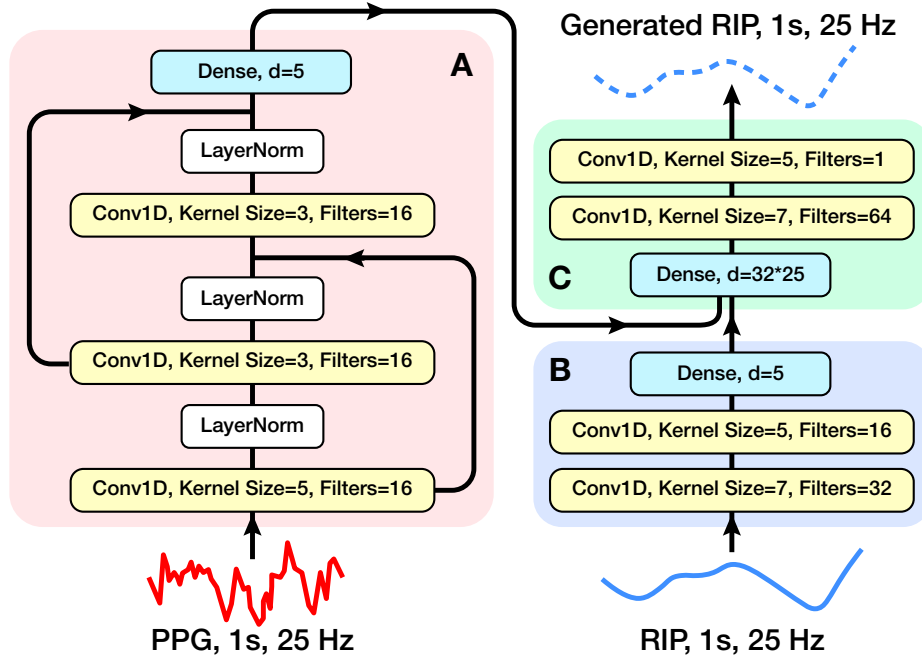 A
Dense, d=5
LayerNorm
Conv1D, Kernel Size=3, Filters=16
LayerNorm
Conv1D, Kernel Size=3, Filters=16
LayerNorm
Conv1D, Kernel Size=5, Filters=16
PPG, 1s, 25 Hz
Generated RIP, 1s, 25 Hz
Conv1D, Kernel Size=5, Filters=1
Conv1D, Kernel Size=7, Filters=64
C
Dense, d=32*25
B
Dense, d=5
Conv1D, Kernel Size=5, Filters=16
Conv1D, Kernel Size=7, Filters=32
RIP, 1s, 25 Hz